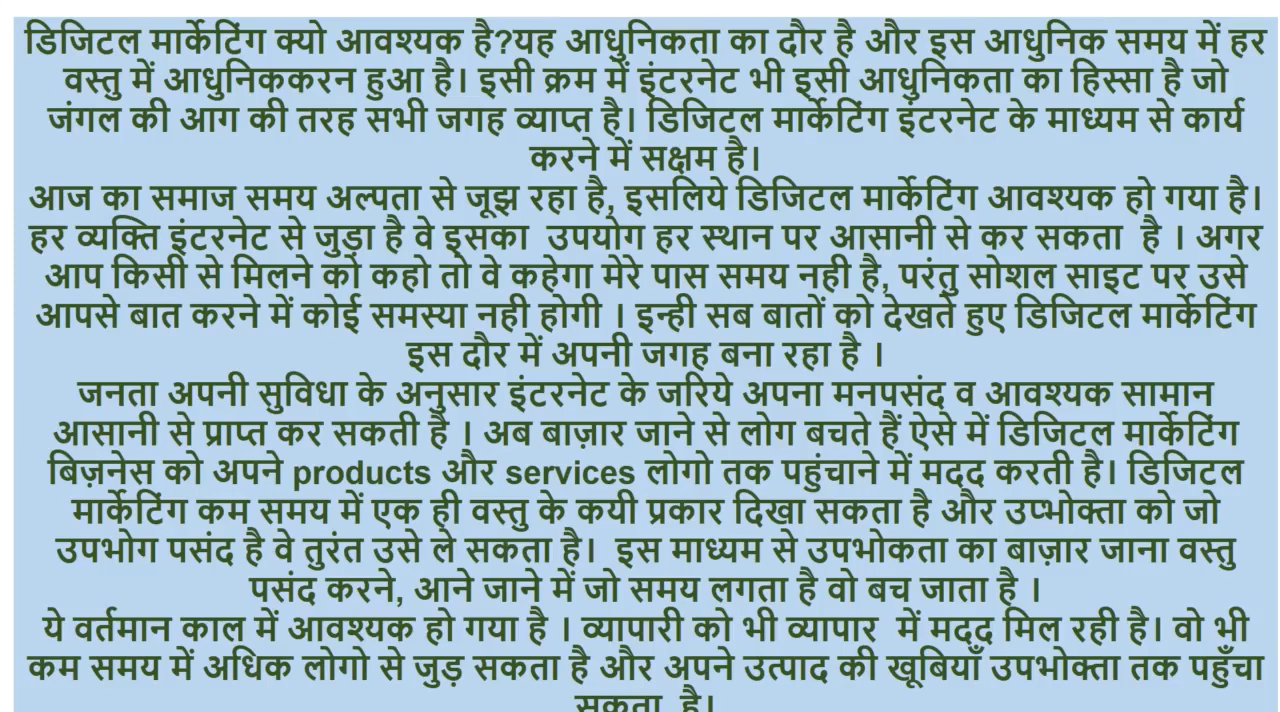 डिजिटल मार्केटिंग क्यो आवश्यक है?यह आधुनिकता का दौर है और इस आधुनिक समय में हर
वस्तु में आधुनिककरन हुआ है। इसी क्रम में इंटरनेट भी इसी आधुनिकता का हिस्सा है जो
जंगल की आग की तरह सभी जगह व्याप्त है। डिजिटल मार्केटिंग इंटरनेट के माध्यम से कार्य
करने में सक्षम है।
आज का समाज समय अल्पता से जूझ रहा है, इसलिये डिजिटल मार्केटिंग आवश्यक हो गया है।
हर व्यक्ति इंटरनेट से जुड़ा है वे इसका उपयोग हर स्थान पर आसानी से कर सकता है । अगर
आप किसी से मिलने को कहो तो वे कहेगा मेरे पास समय नही है, परंतु सोशल साइट पर उसे
आपसे बात करने में कोई समस्या नही होगी । इन्ही सब बातों को देखते हुए डिजिटल मार्केटिंग
इस दौर में अपनी जगह बना रहा है ।
जनता अपनी सुविधा के अनुसार इंटरनेट के जरिये अपना मनपसंद व आवश्यक सामान
आसानी से प्राप्त कर सकती है । अब बाज़ार जाने से लोग बचते हैं ऐसे में डिजिटल मार्केटिंग
बिज़नेस को अपने products और services लोगो तक पहुंचाने में मदद करती है। डिजिटल
मार्केटिंग कम समय में एक ही वस्तु के कयी प्रकार दिखा सकता है और उप्भोक्ता को जो
उपभोग पसंद है वे तुरंत उसे ले सकता है। इस माध्यम से उपभोकता का बाज़ार जाना वस्तु
पसंद करने, आने जाने में जो समय लगता है वो बच जाता है ।
ये वर्तमान काल में आवश्यक हो गया है । व्यापारी को भी व्यापार में मदद मिल रही है। वो भी
कम समय में अधिक लोगो से जुड़ सकता है और अपने उत्पाद की खूबियाँ उपभोक्ता तक पहुँचा
सकता है।